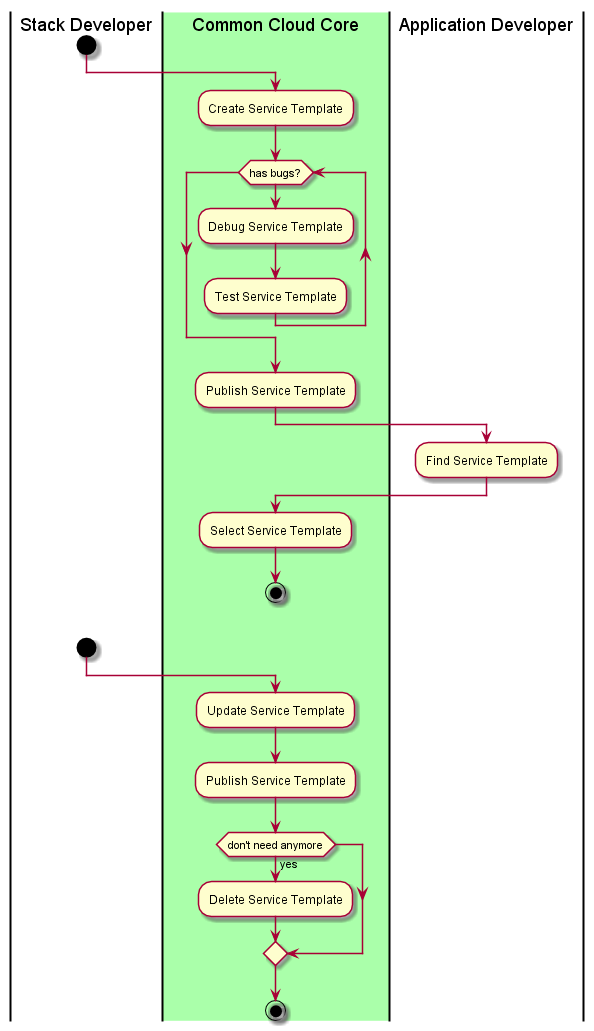 Stack Developer
Common Cloud Core
Application Developer
Create Service Template
has bugs?
Debug Service Template
Test Service Template
Publish Service Template
Find Service Template
Select Service Template
Update Service Template
Publish Service Template
don't need anymore
yes
Delete Service Template